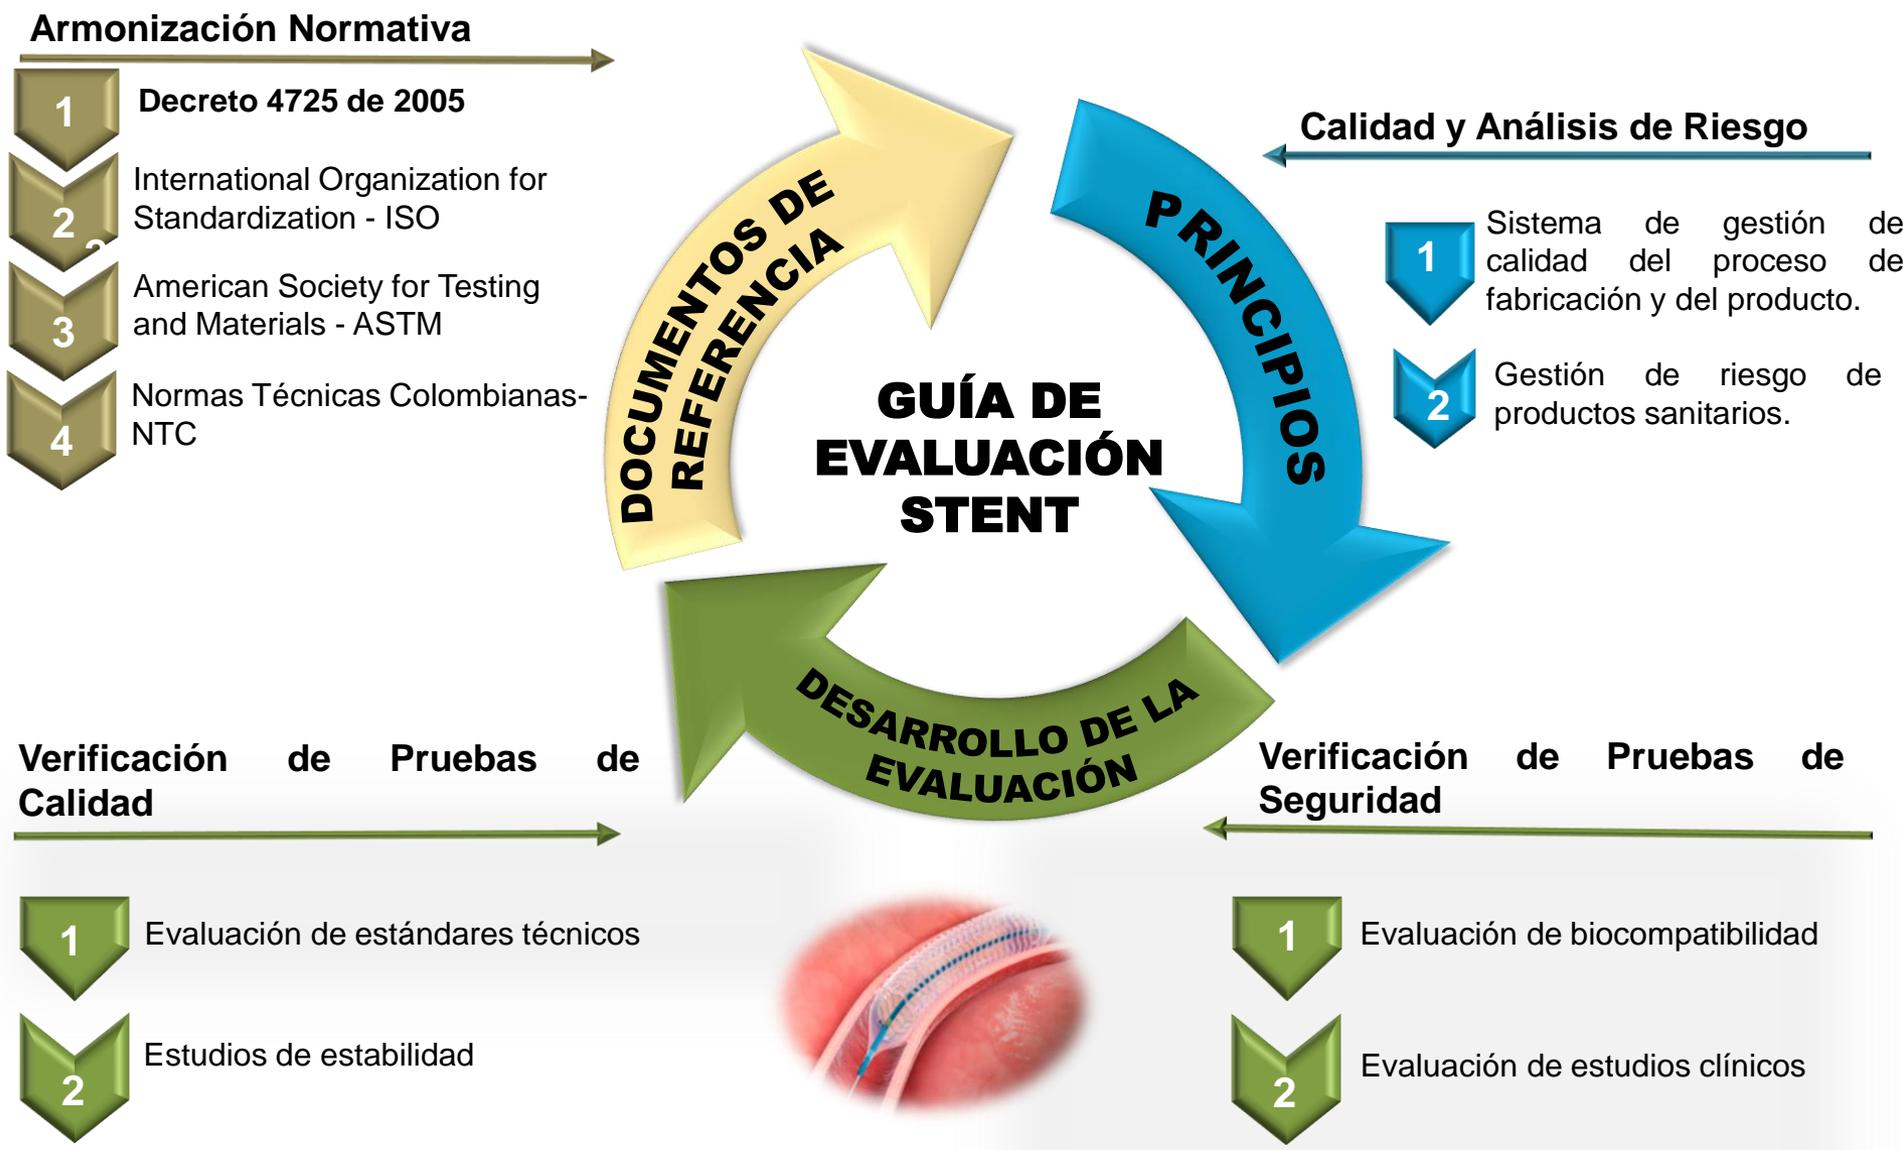 Armonización Normativa
1
Decreto 4725 de 2005
2
2
International Organization for
Standardization - ISO
3
American Society for Testing
and Materials - ASTM
4
Normas Técnicas Colombianas-
NTC
DOCUMENTOS DE
REFERENCIA
PRINCIPIOS
GUÍA DE
EVALUACIÓN
STENT
DESARROLLO DE LA
EVALUACIÓN
Calidad y Análisis de Riesgo
1
Sistema de gestión de
calidad del proceso de
fabricación y del producto.
2
Gestión de riesgo de
productos sanitarios.
Verificación de Pruebas de
Calidad
1
Evaluación de estándares técnicos
2
Estudios de estabilidad
Verificación de Pruebas de
Seguridad
1
Evaluación de biocompatibilidad
2
Evaluación de estudios clínicos